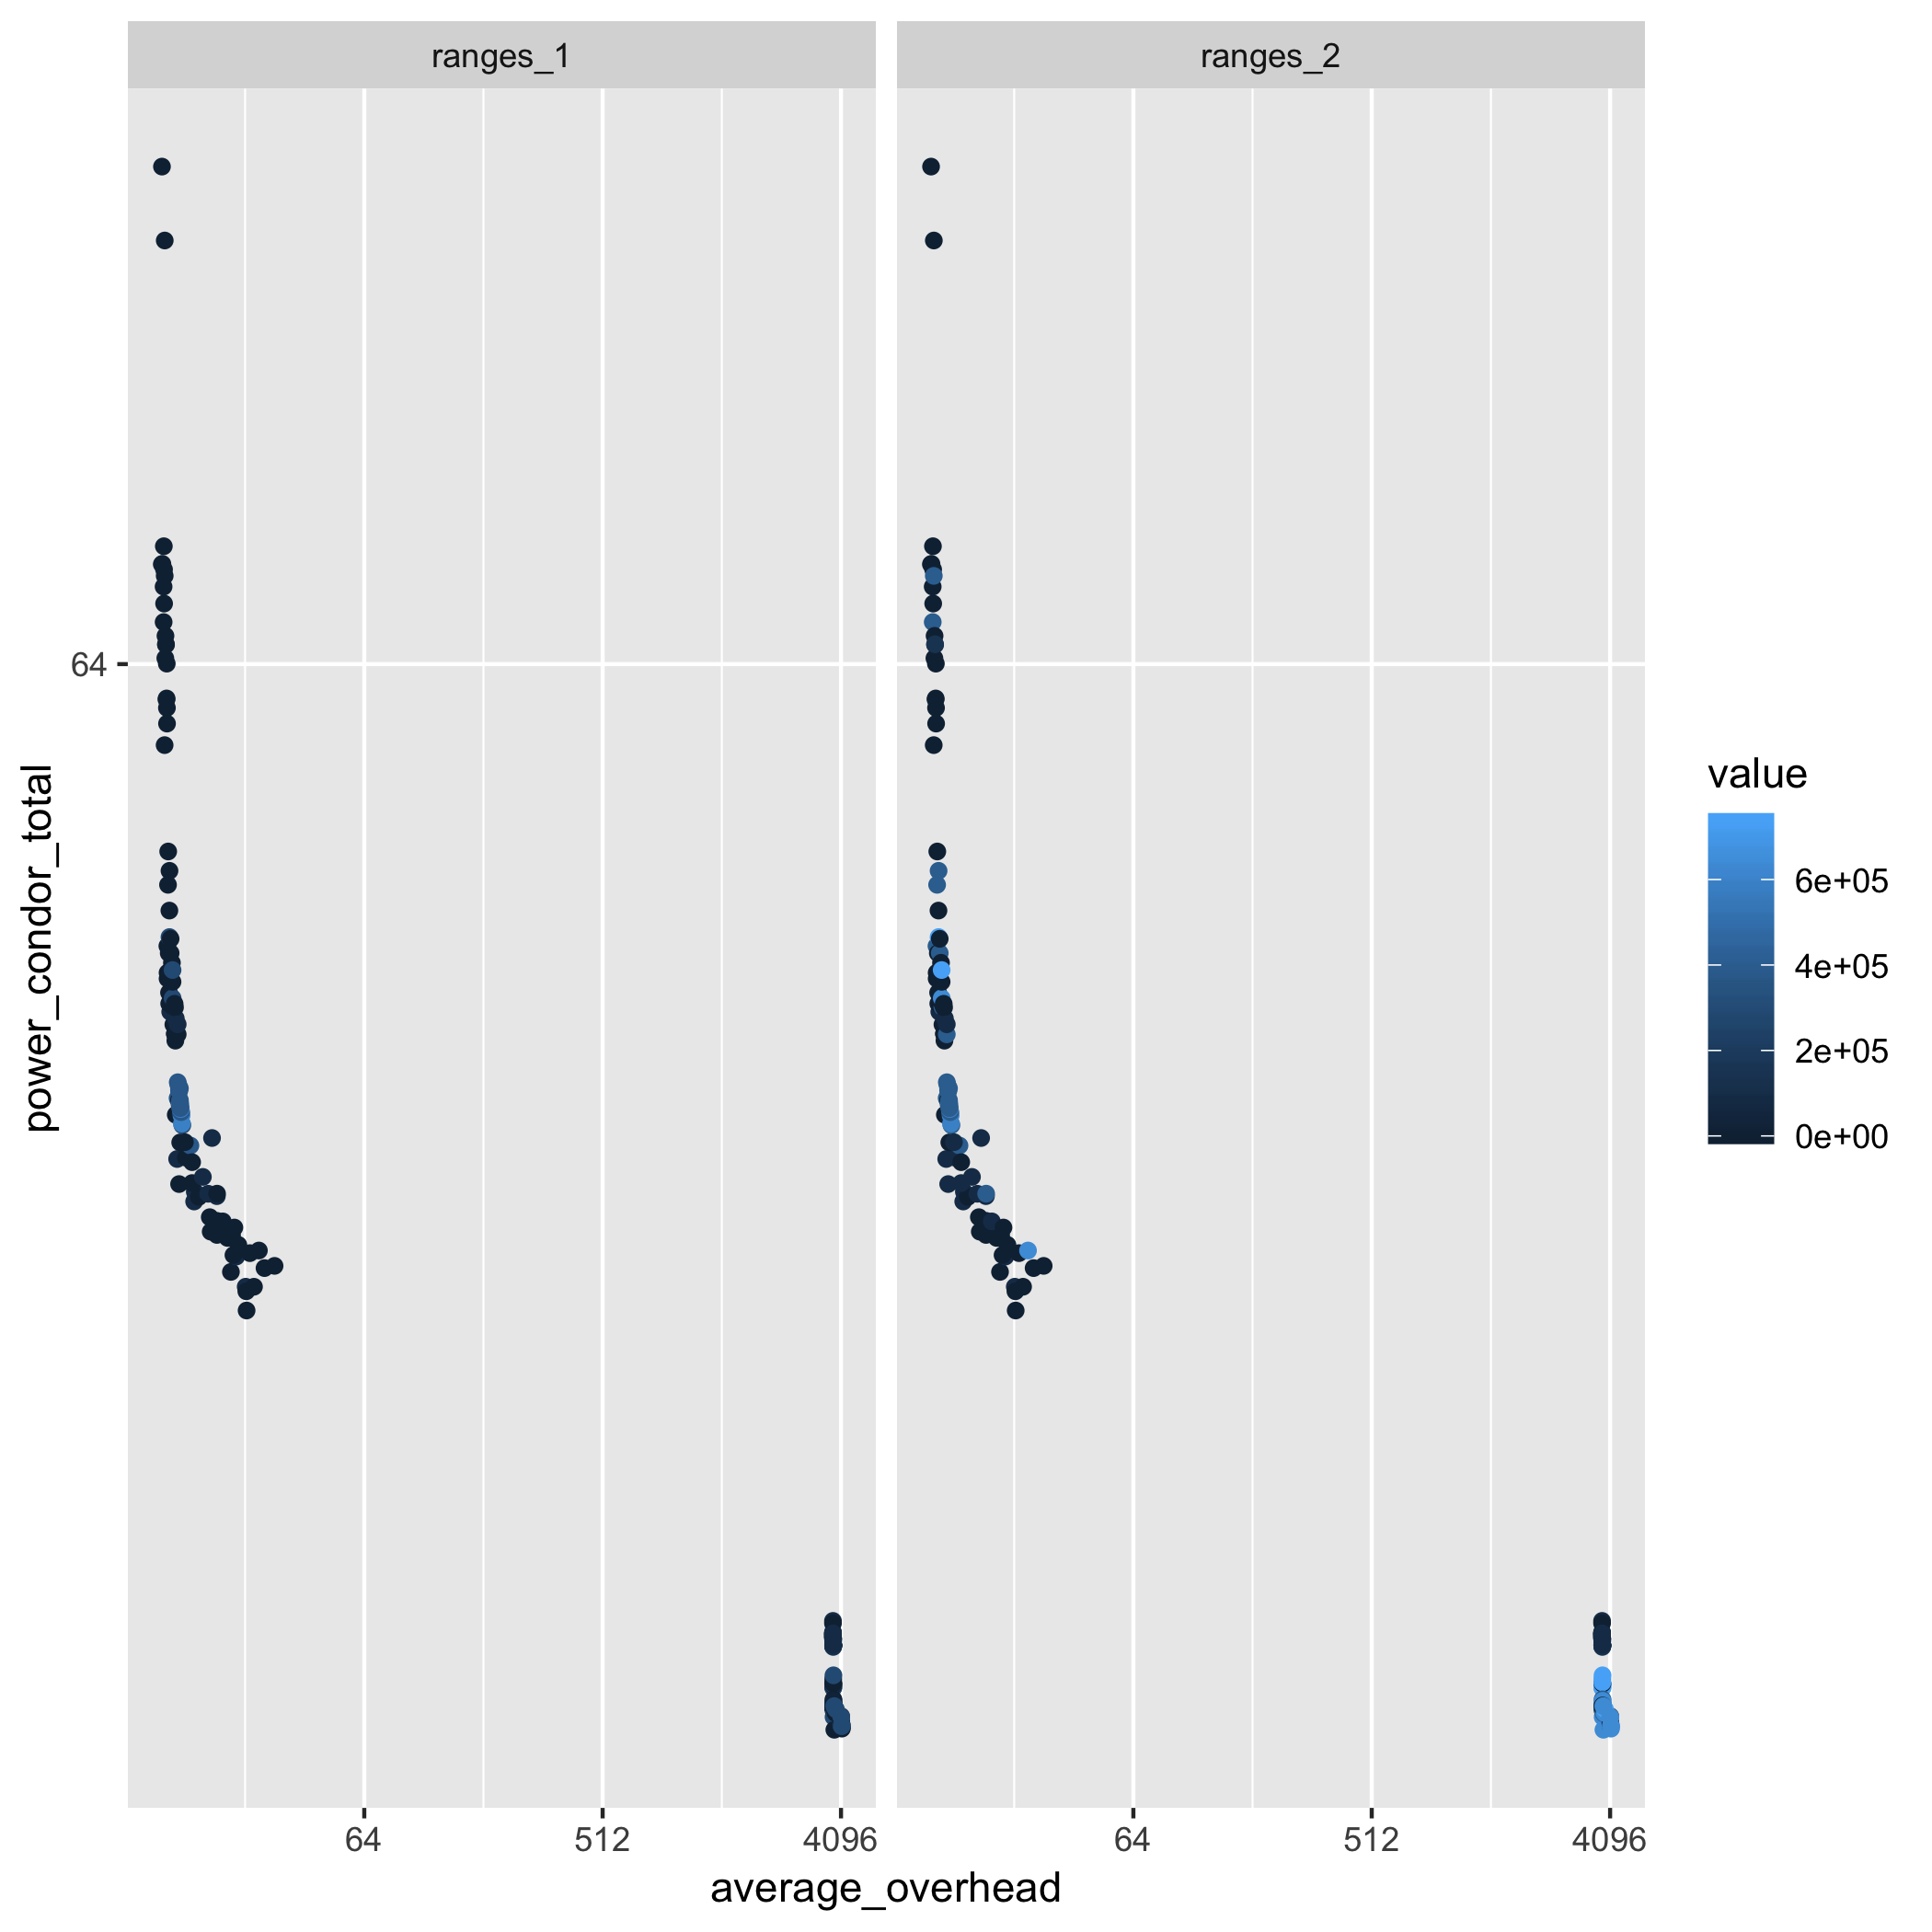 ranges_1
ranges_2
power_condor_total
64
value
6e+05
4e+05
2e+05
0e+00
64
512
4096
64
512
4096
average_overhead